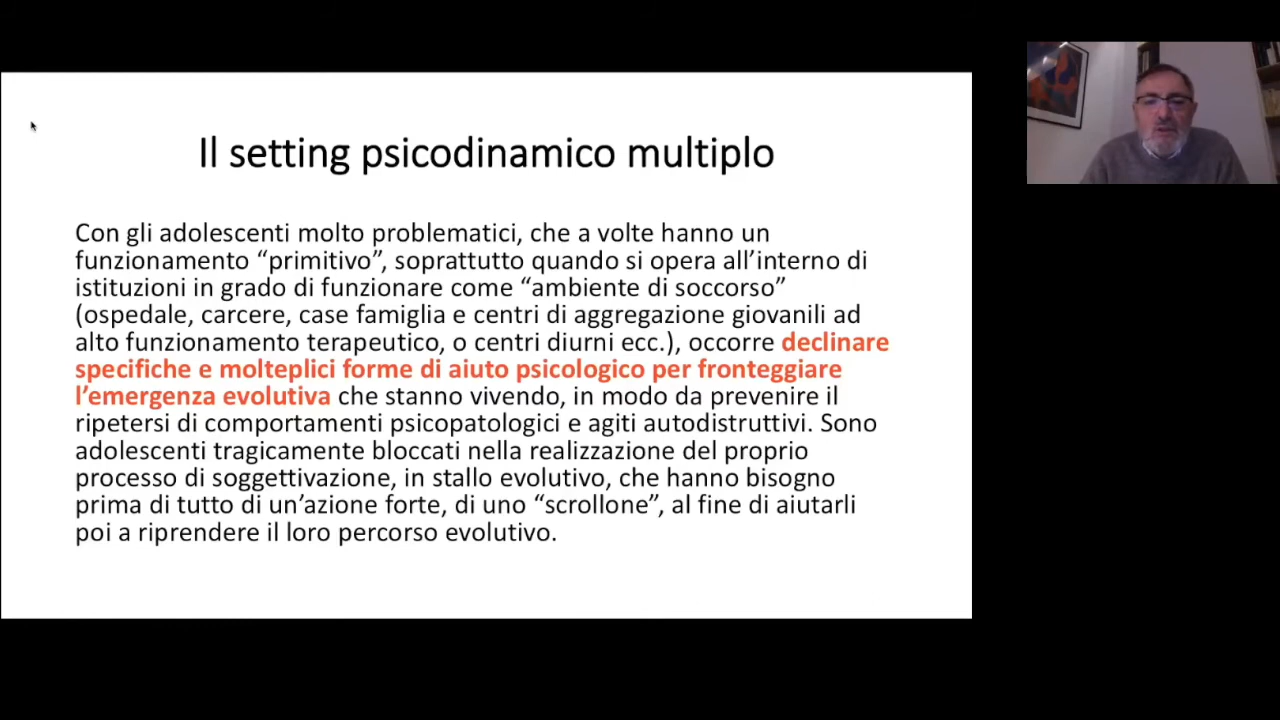 Il setting psicodinamico multiplo
Con gli adolescenti molto problematici, che a volte hanno un
funzionamento “primitivo”, soprattutto quando si opera all’interno di
istituzioni in grado di funzionare come “ambiente di soccorso”
(ospedale, carcere, case famiglia e centri di aggregazione giovanili ad
alto funzionamento terapeutico, o centri diurni ecc.), occorre declinare
specifiche e molteplici forme di aiuto psicologico per fronteggiare
l’emergenza evolutiva che stanno vivendo, in modo da prevenire il
ripetersi di comportamenti psicopatologici e agiti autodistruttivi. Sono
adolescenti tragicamente bloccati nella realizzazione del proprio
processo di soggettivazione, in stallo evolutivo, che hanno bisogno
prima di tutto di un’azione forte, di uno “scrollone”, al fine di aiutarli
poi a riprendere il loro percorso evolutivo.